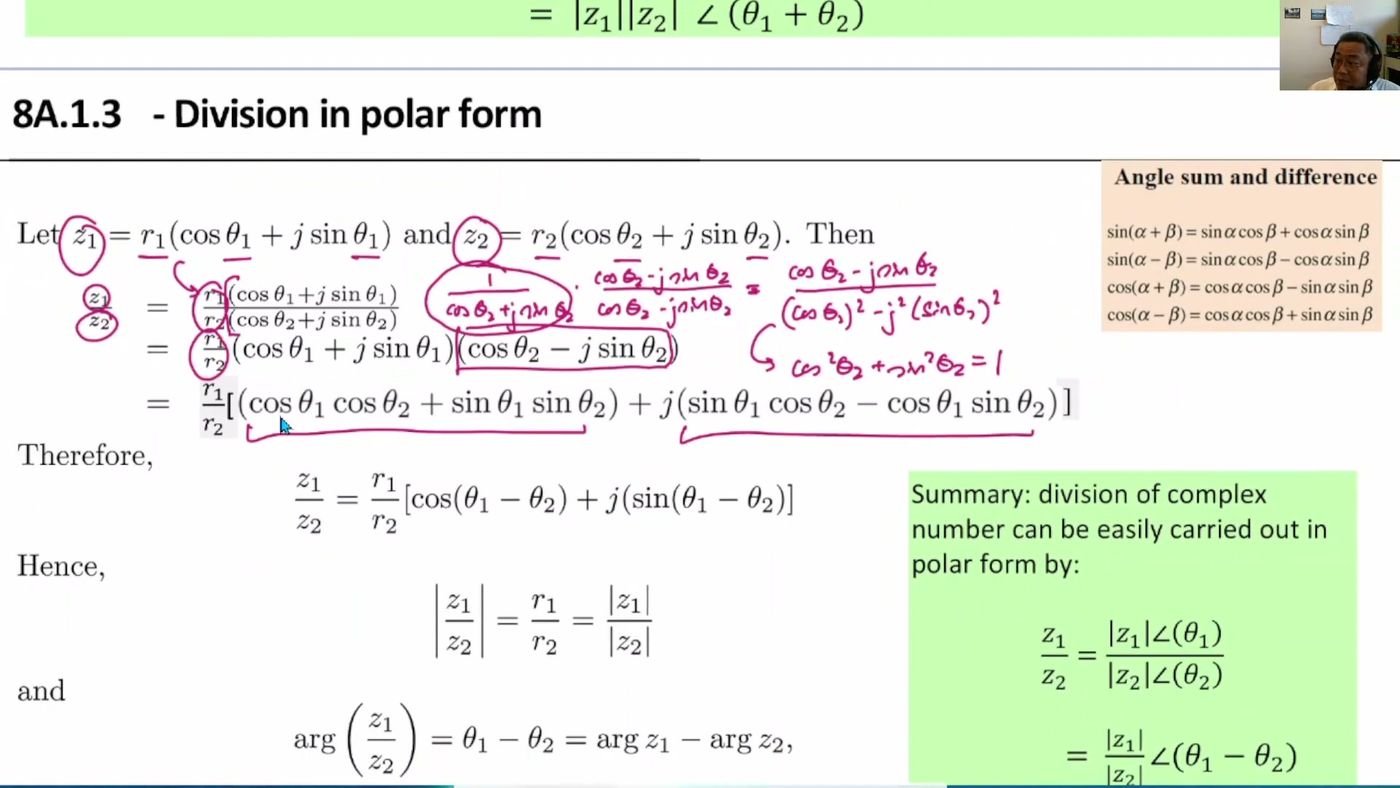 = |z₁||z₂| ∠ (θ₁ + θ₂)
8A.1.3 - Division in polar form
Angle sum and difference
sin(α + β) = sin α cos β + cos α sin β
sin(α − β) = sin α cos β − cos α sin β
cos(α + β) = cos α cos β − sin α sin β
cos(α − β) = cos α cos β + sin α sin β
Let z₁ = r₁(cos θ₁ + j sin θ₁) and z₂ = r₂(cos θ₂ + j sin θ₂). Then
z₁/z₂ = r₁(cos θ₁+j sin θ₁)/r₂(cos θ₂+j sin θ₂)
1/(cos θ₂ + j sin θ₂) · (cos θ₂ - j sin θ₂)/(cos θ₂ - j sin θ₂) = (cos θ₂ - j sin θ₂)/((cos θ₂)² - j²(sin θ₂)²)
= r₁/r₂ (cos θ₁ + j sin θ₁)(cos θ₂ − j sin θ₂)
cos²θ₂ + sin²θ₂ = 1
= r₁/r₂ [(cos θ₁ cos θ₂ + sin θ₁ sin θ₂) + j(sin θ₁ cos θ₂ − cos θ₁ sin θ₂)]
Therefore,
z₁/z₂ = r₁/r₂ [cos(θ₁ − θ₂) + j(sin(θ₁ − θ₂)]
Hence,
|z₁/z₂| = r₁/r₂ = |z₁|/|z₂|
and
arg (z₁/z₂) = θ₁ − θ₂ = arg z₁ − arg z₂,
Summary: division of complex
number can be easily carried out in
polar form by:
z₁/z₂ = |z₁|∠(θ₁)/|z₂|∠(θ₂)
= |z₁|/|z₂| ∠(θ₁ − θ₂)